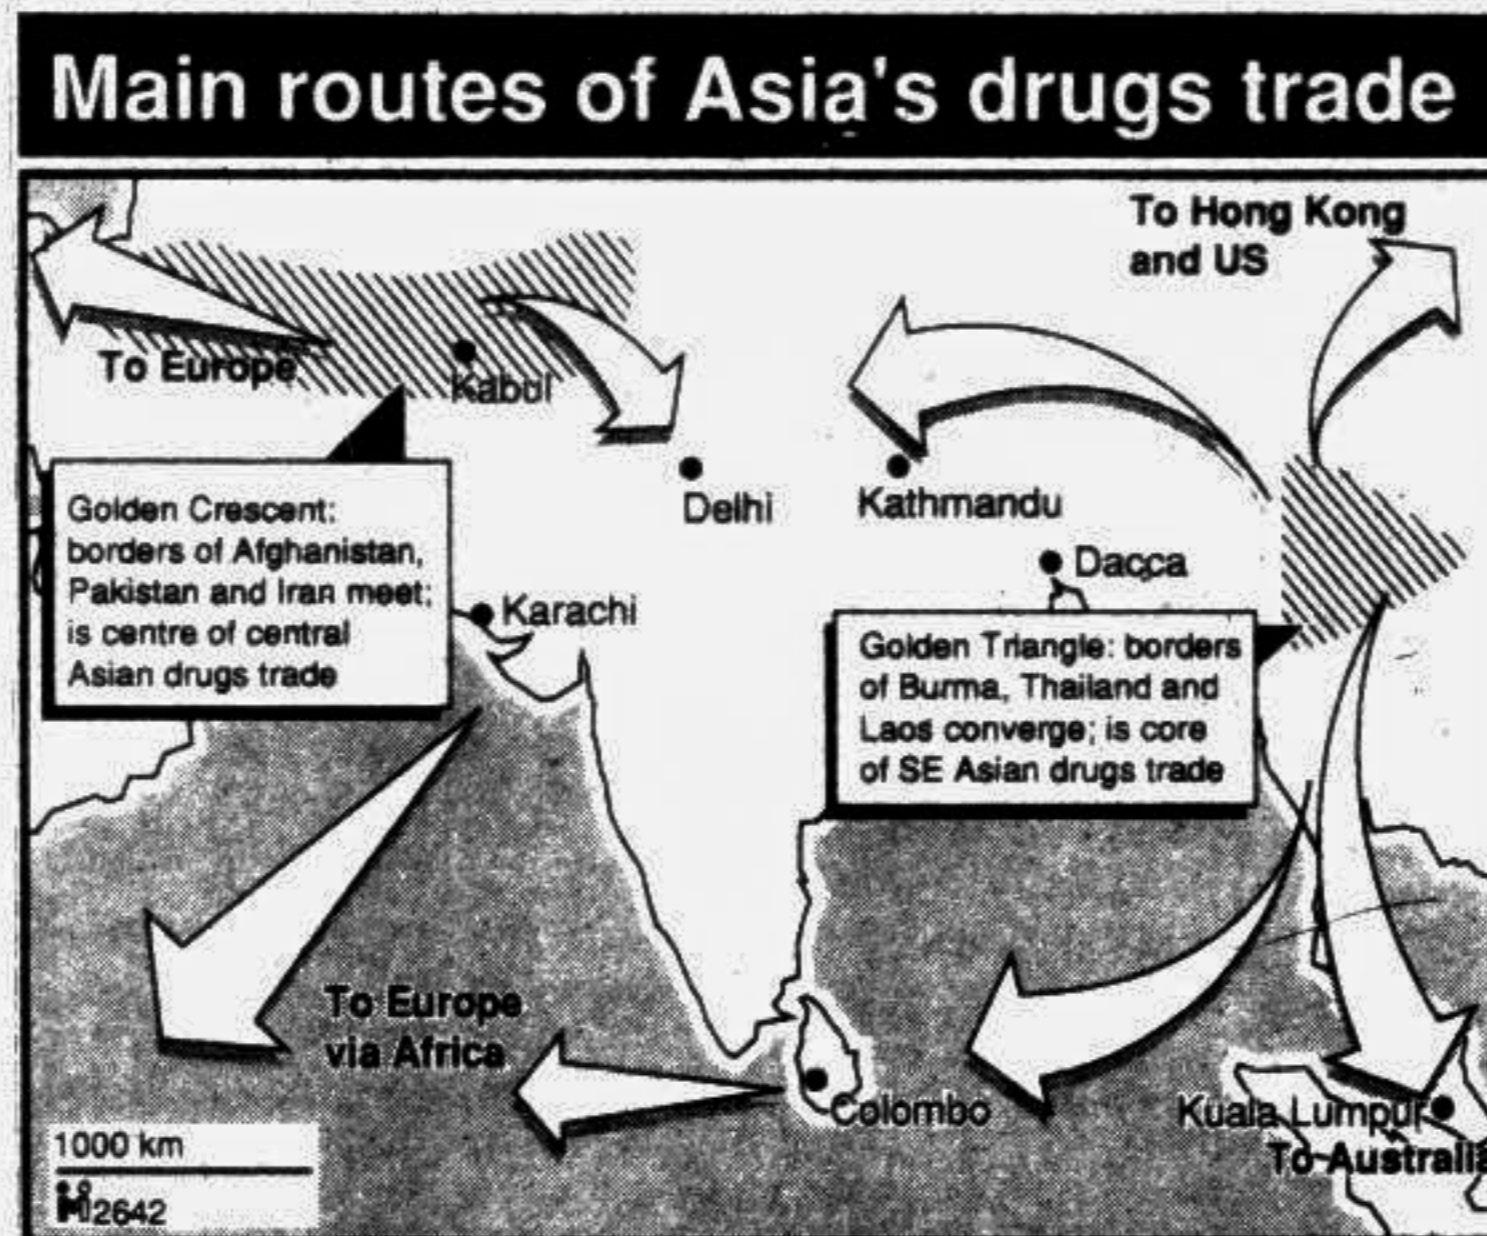 Main routes of Asia's drugs trade
To Hong Kong
and US
To Europe
Kabul
Delhi
Kathmandu
Dacca
Golden Crescent:
borders of Afghanistan,
Pakistan and Iran meet;
is centre of central
Asian drugs trade
Karachi
Golden Triangle: borders
of Burma, Thailand and
Laos converge; is core
of SE Asian drugs trade
To Europe
via Africa
Colombo
Kuala Lumpur
To Australia
1000 km
2642